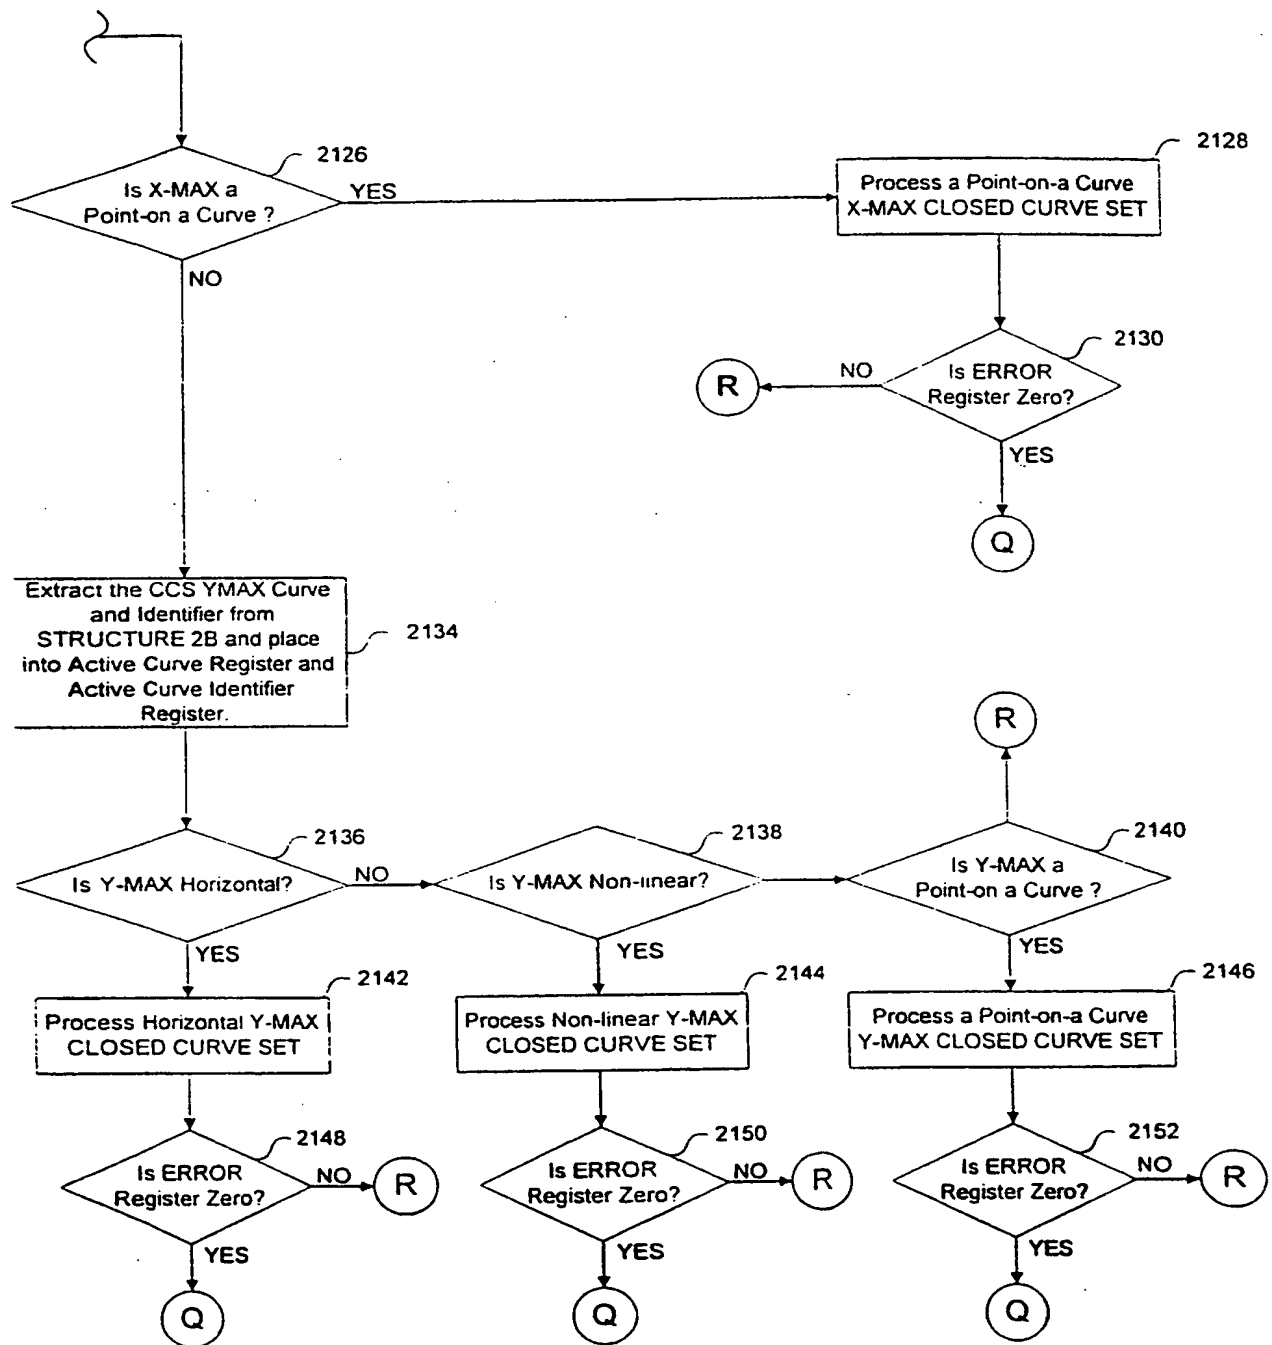 2126
Is X-MAX a
Point-on a Curve ?
YES
NO
2128
Process a Point-on-a Curve
X-MAX CLOSED CURVE SET
2130
Is ERROR
Register Zero?
NO
R
YES
Q
Extract the CCS YMAX Curve
and Identifier from
STRUCTURE 2B and place
into Active Curve Register and
Active Curve Identifier
Register.
2134
R
2136
Is Y-MAX Horizontal?
NO
YES
2138
Is Y-MAX Non-linear?
YES
2140
Is Y-MAX a
Point-on a Curve ?
YES
2142
Process Horizontal Y-MAX
CLOSED CURVE SET
2144
Process Non-linear Y-MAX
CLOSED CURVE SET
2146
Process a Point-on-a Curve
Y-MAX CLOSED CURVE SET
2148
Is ERROR
Register Zero?
NO
R
YES
Q
2150
Is ERROR
Register Zero?
NO
R
YES
Q
2152
Is ERROR
Register Zero?
NO
R
YES
Q